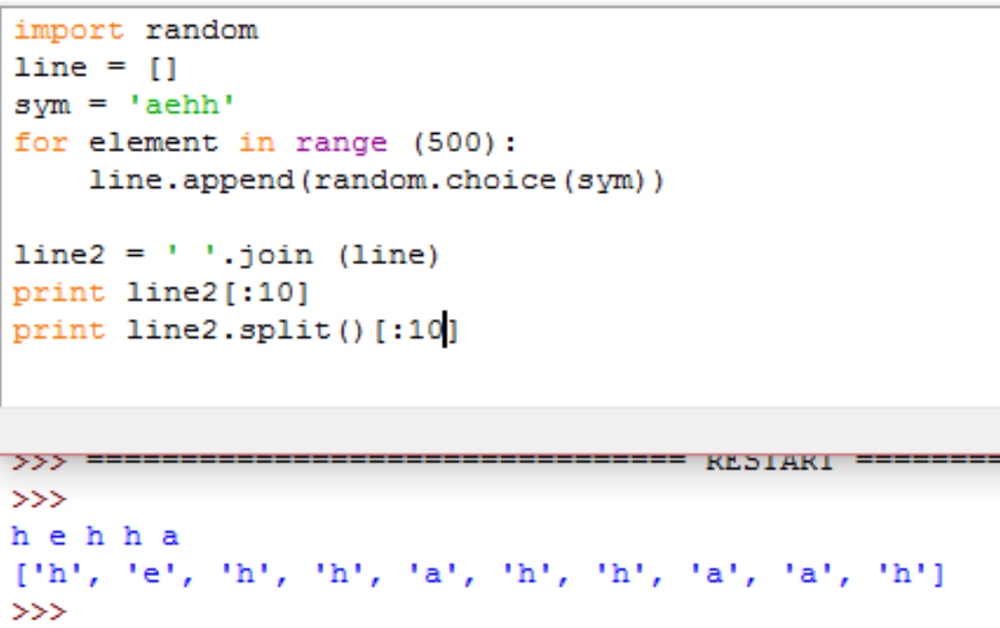 import random
line = []
sym = 'aehh'
for element in range (500):
    line.append(random.choice(sym))
line2 = ' '.join (line)
print line2[:10]
print line2.split()[:10]
>>> ================================ RESTART ========
>>>
h e h h a
['h', 'e', 'h', 'h', 'a', 'h', 'h', 'a', 'a', 'h']
>>>